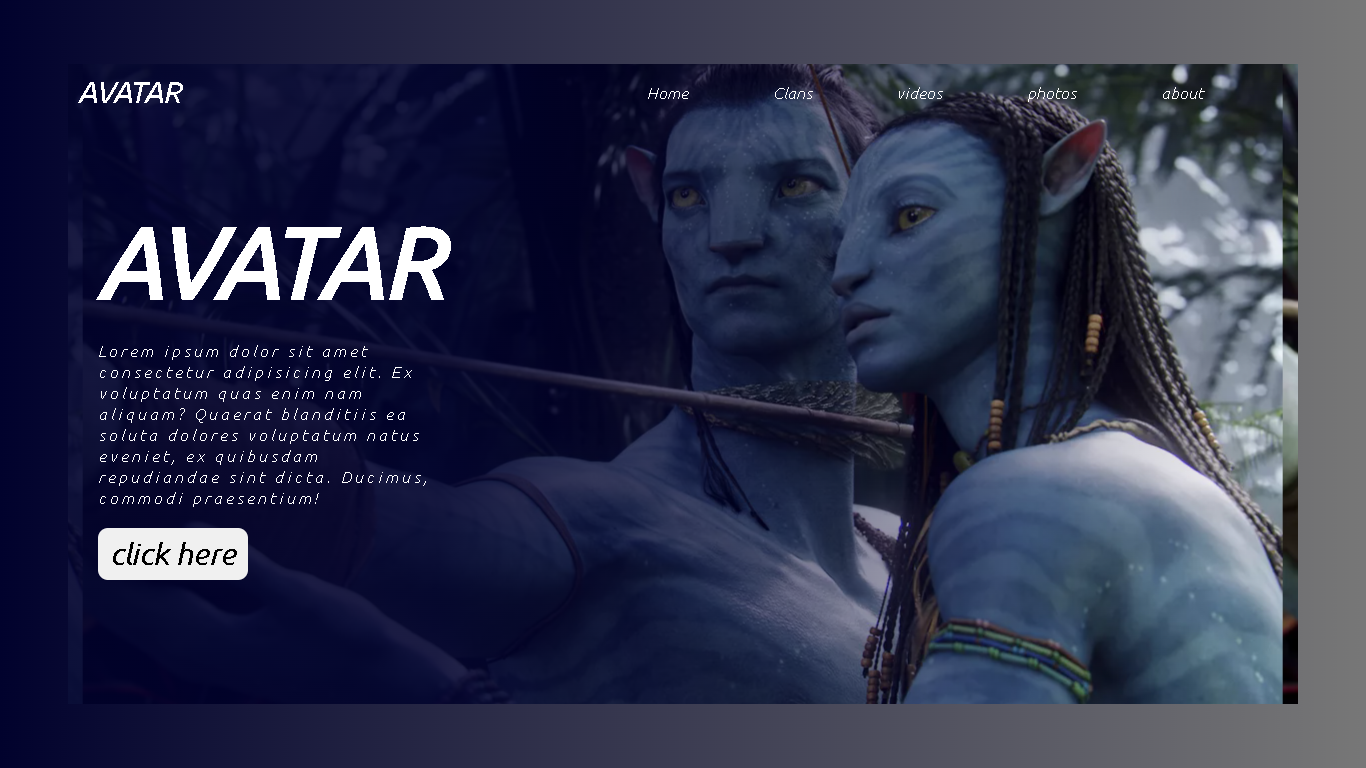 AVATAR
Home Clans videos photos about
AVATAR
Lorem ipsum dolor sit amet
consectetur adipisicing elit. Ex
voluptatum quas enim nam
aliquam? Quaerat blanditiis ea
soluta dolores voluptatum natus
eveniet, ex quibusdam
repudiandae sint dicta. Ducimus,
commodi praesentium!
click here